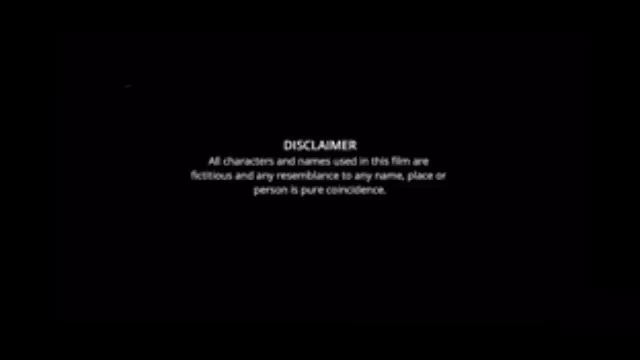 DISCLAIMER
All characters and names used in this film are
fictitious and any resemblance to any name, place or
person is pure coincidence.